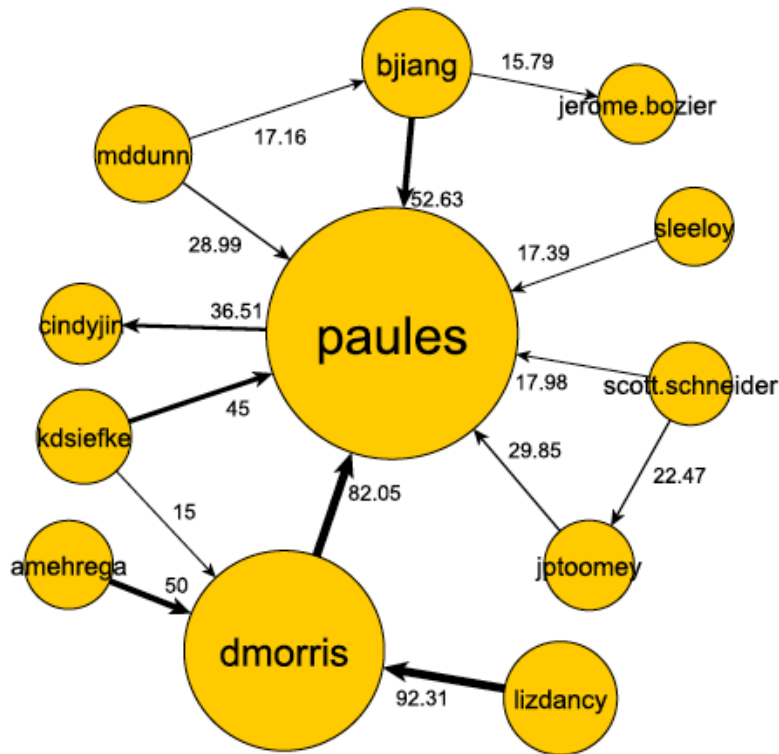 bjiang
15.79
jerome.bozier
mddunn
17.16
52.63
28.99
sleeloy
17.39
cindyjin
36.51
paules
scott.schneider
17.98
kdsiefke
45
29.85
22.47
82.05
15
amehrega
50
jptoomey
dmorris
92.31
lizdancy